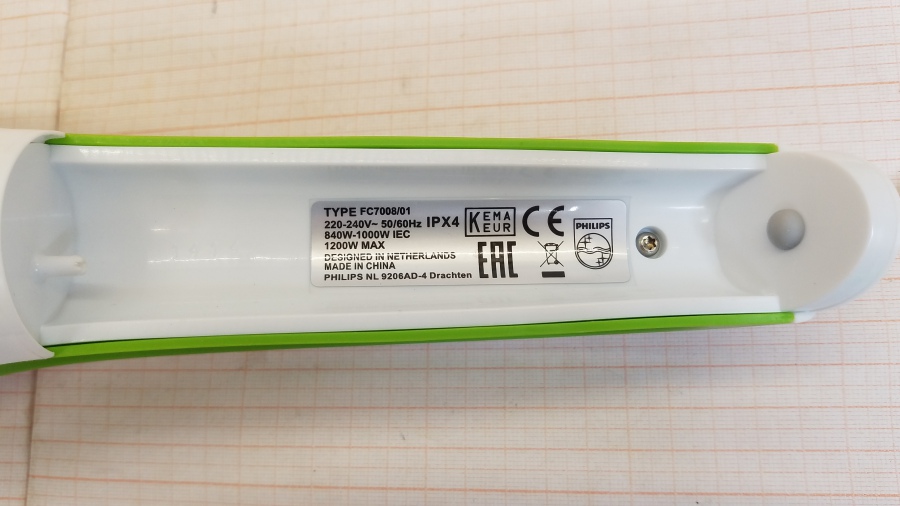 TYPE FC7008/01
220-240V~ 50/60Hz IPX4
840W-1000W IEC
1200W MAX
DESIGNED IN NETHERLANDS
MADE IN CHINA
PHILIPS NL 9206AD-4 Drachten
KEMA
KEUR
CE
EAC
PHILIPS